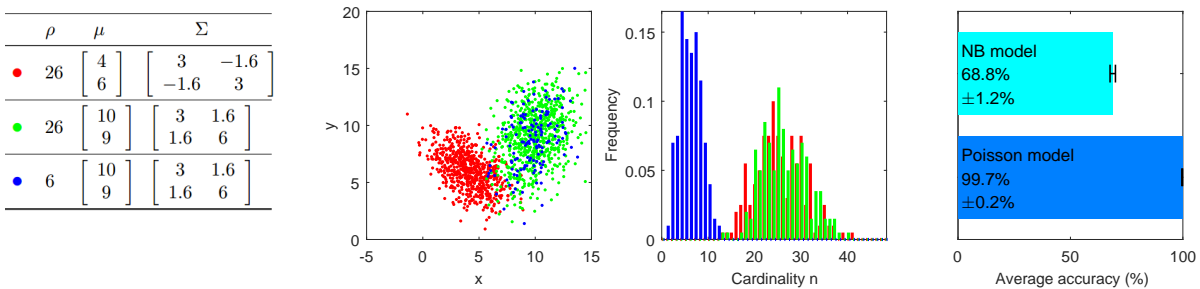 ρ μ Σ
26 [ 4 6 ] [ 3 −1.6 −1.6 3 ]
26 [ 10 9 ] [ 3 1.6 1.6 6 ]
6 [ 10 9 ] [ 3 1.6 1.6 6 ]
20
15
10
5
0
y
-5 0 5 10 15
x
0.15
0.1
0.05
0
Frequency
0 10 20 30 40
Cardinality n
NB model
68.8%
±1.2%
Poisson model
99.7%
±0.2%
0 50 100
Average accuracy (%)